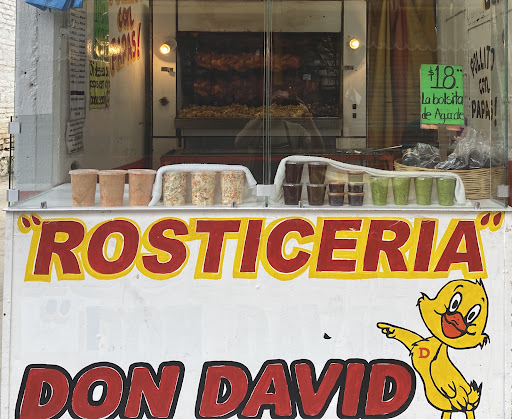 con
PAPAS!
$18.
La bolsita
de Agua de
POLLITO
con
PAPAS!
"ROSTICERIA"
D
DON DAVID